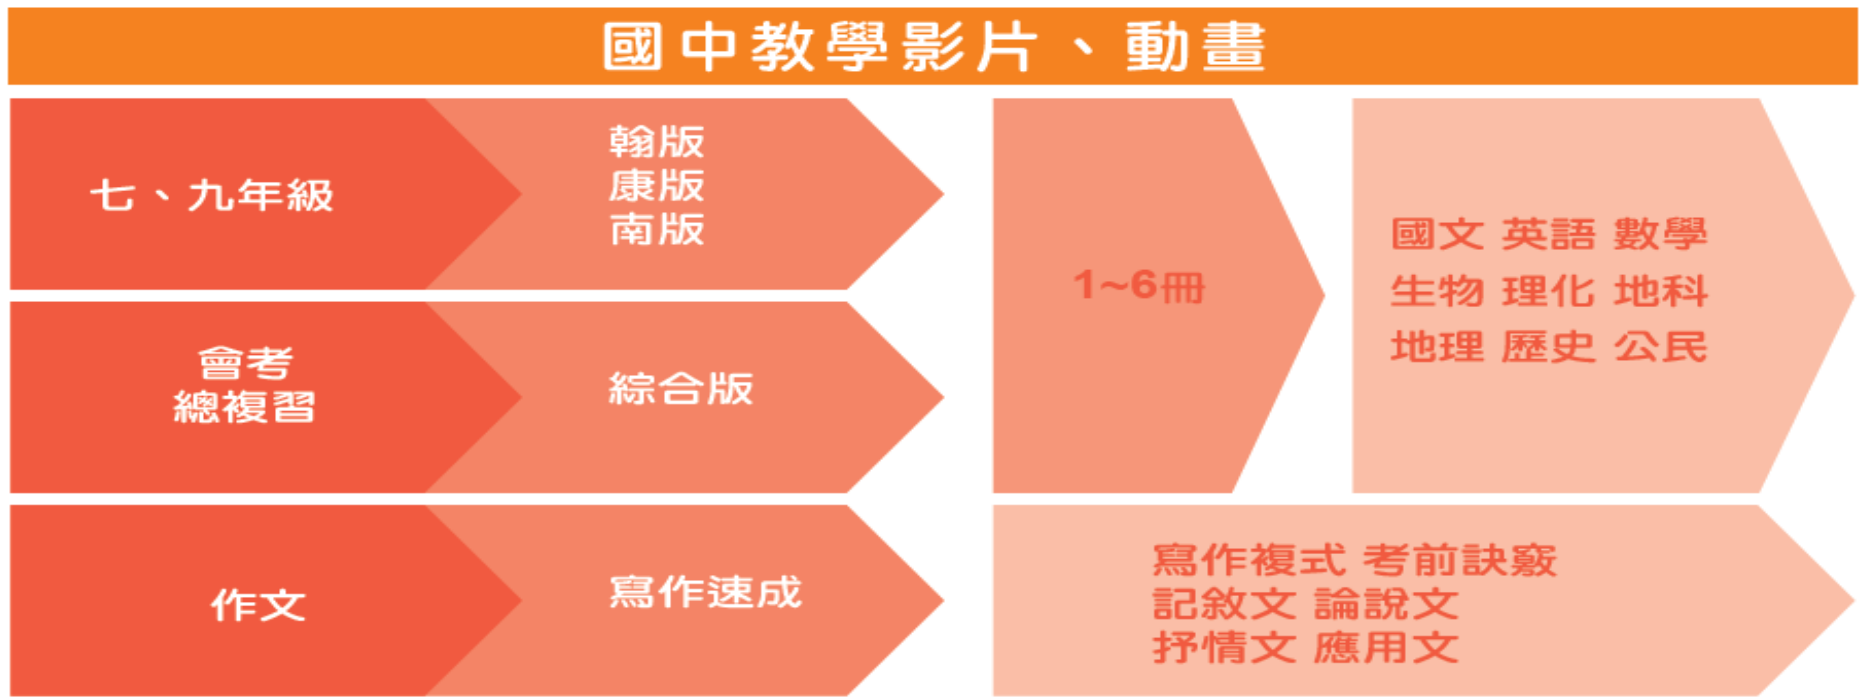 國中教學影片、動畫
七、九年級
翰版
康版
南版
會考
總複習
綜合版
1~6冊
國文 英語 數學
生物 理化 地科
地理 歷史 公民
作文
寫作速成
寫作複式 考前訣竅
記敘文 論說文
抒情文 應用文